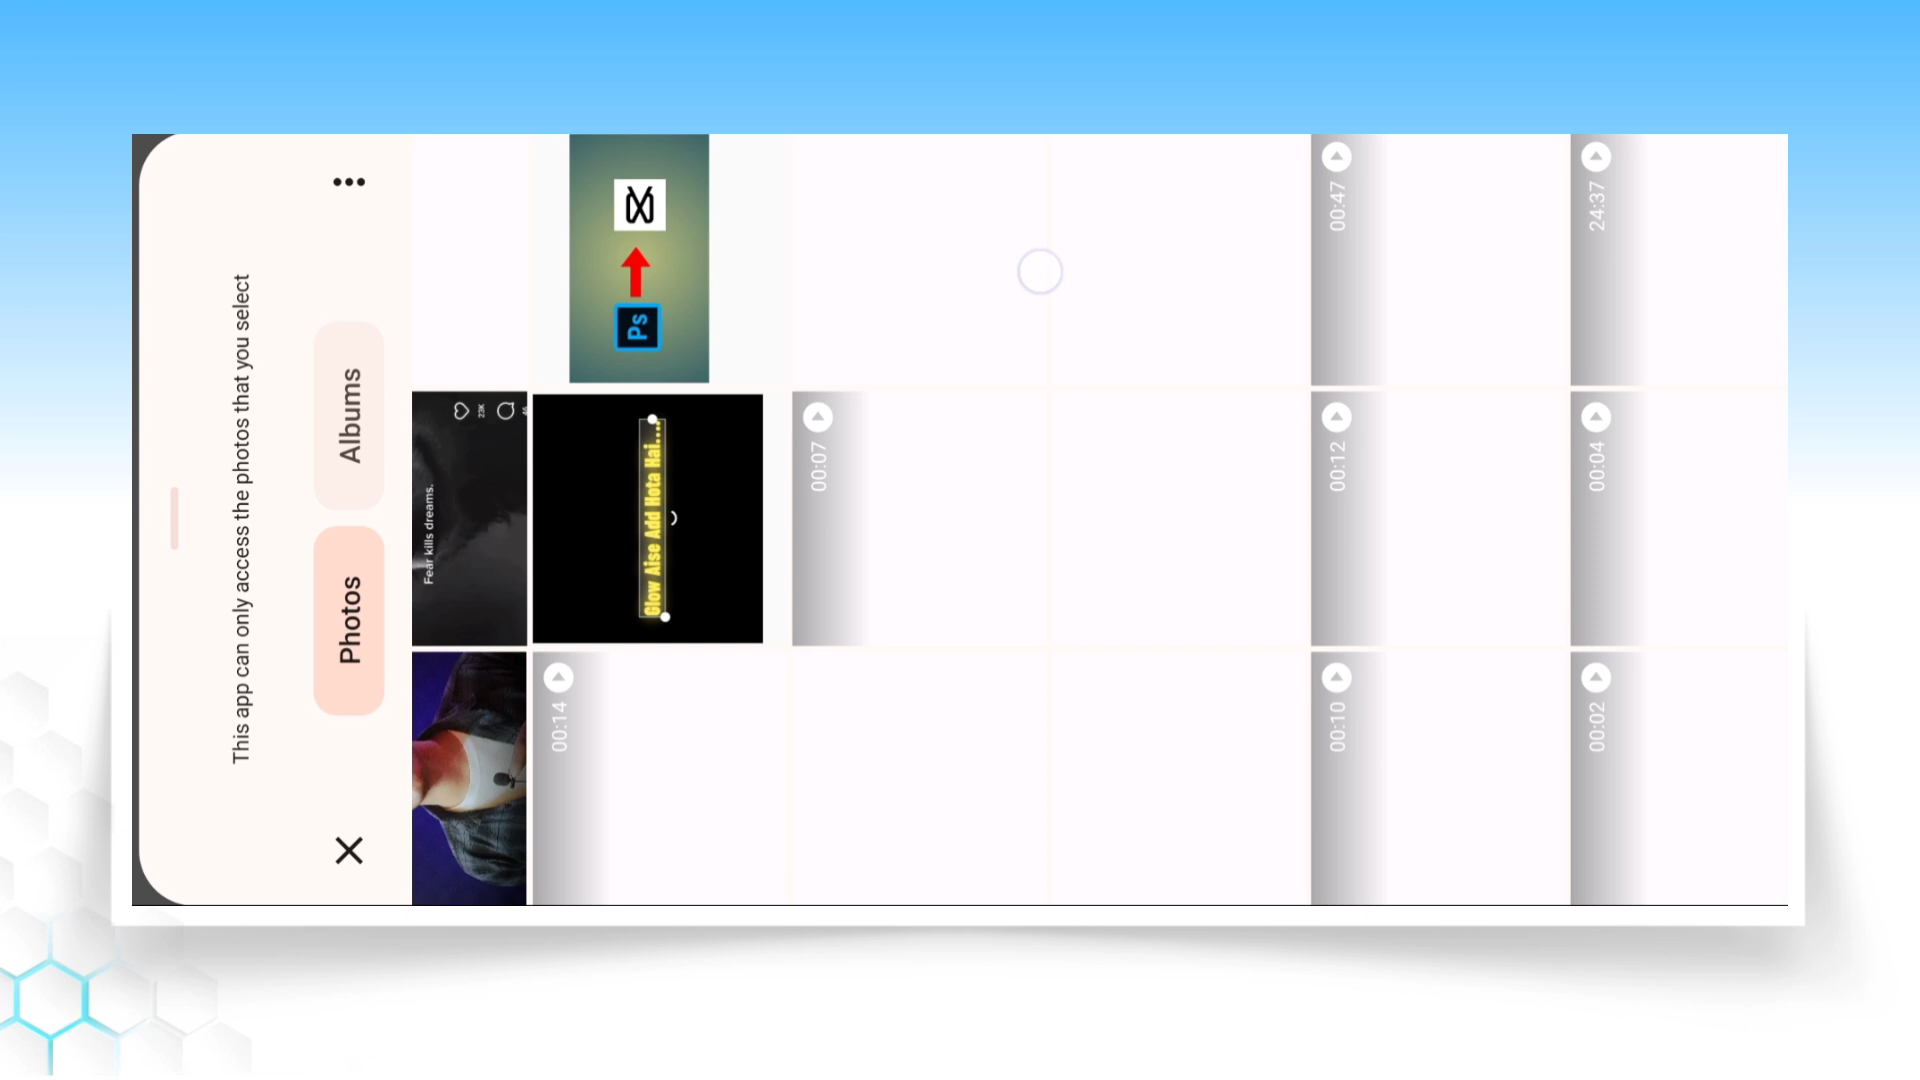 This app can only access the photos that you select
Photos
Albums
Fear kills dreams.
23K
00:14
Glow Aise Add Hota Hai....
Ps
00:07
00:10
00:12
00:47
00:02
00:04
24:37